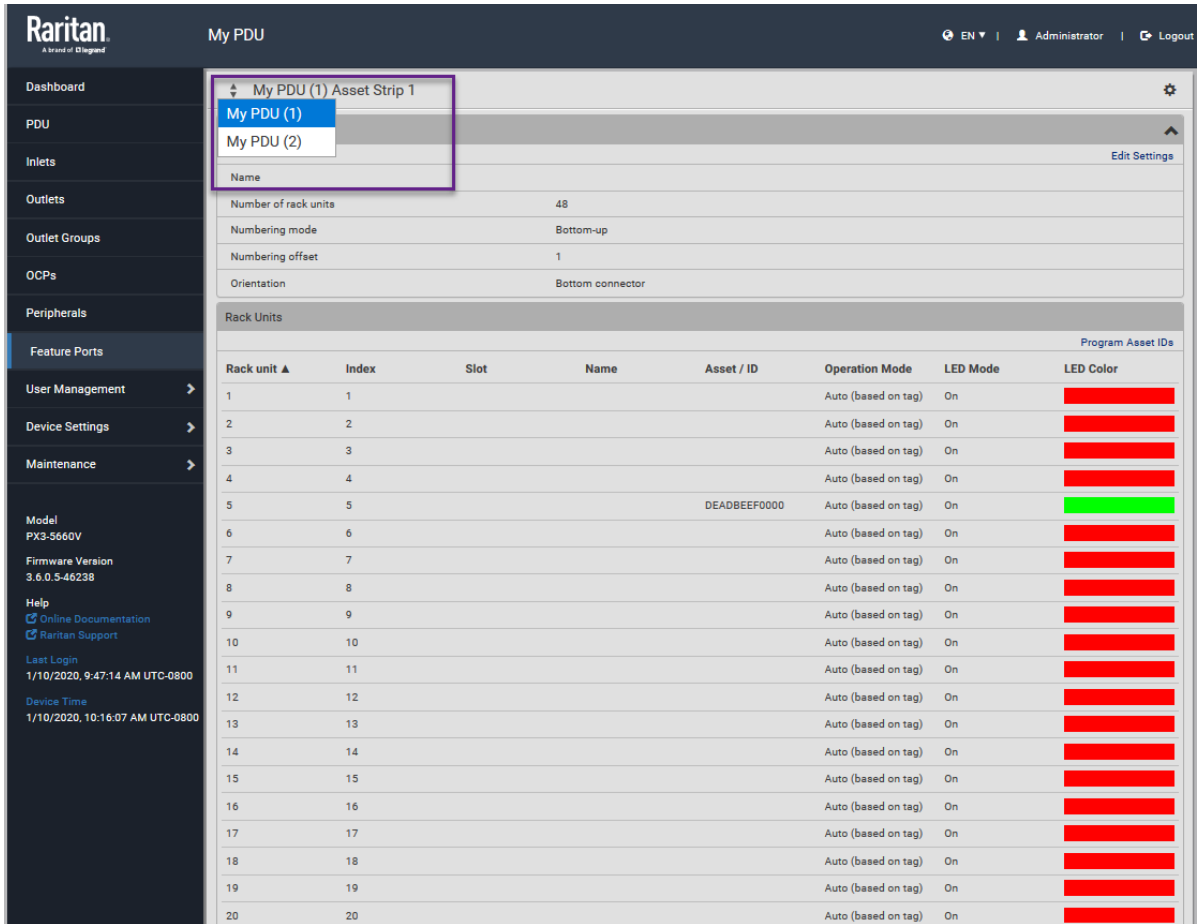 Raritan.
A brand of legrand
My PDU
EN ▼ | Administrator | Logout
Dashboard
PDU
Inlets
Outlets
Outlet Groups
OCPs
Peripherals
Feature Ports
User Management
Device Settings
Maintenance
Model
PX3-5660V
Firmware Version
3.6.0.5-46238
Help
Online Documentation
Raritan Support
Last Login
1/10/2020, 9:47:14 AM UTC-0800
Device Time
1/10/2020, 10:16:07 AM UTC-0800
My PDU (1) Asset Strip 1
My PDU (1)
My PDU (2)
Edit Settings
Name
Number of rack units 48
Numbering mode Bottom-up
Numbering offset 1
Orientation Bottom connector
Rack Units
Program Asset IDs
Rack unit ▲ Index Slot Name Asset / ID Operation Mode LED Mode LED Color
1 1 Auto (based on tag) On
2 2 Auto (based on tag) On
3 3 Auto (based on tag) On
4 4 Auto (based on tag) On
5 5 DEADBEEF0000 Auto (based on tag) On
6 6 Auto (based on tag) On
7 7 Auto (based on tag) On
8 8 Auto (based on tag) On
9 9 Auto (based on tag) On
10 10 Auto (based on tag) On
11 11 Auto (based on tag) On
12 12 Auto (based on tag) On
13 13 Auto (based on tag) On
14 14 Auto (based on tag) On
15 15 Auto (based on tag) On
16 16 Auto (based on tag) On
17 17 Auto (based on tag) On
18 18 Auto (based on tag) On
19 19 Auto (based on tag) On
20 20 Auto (based on tag) On